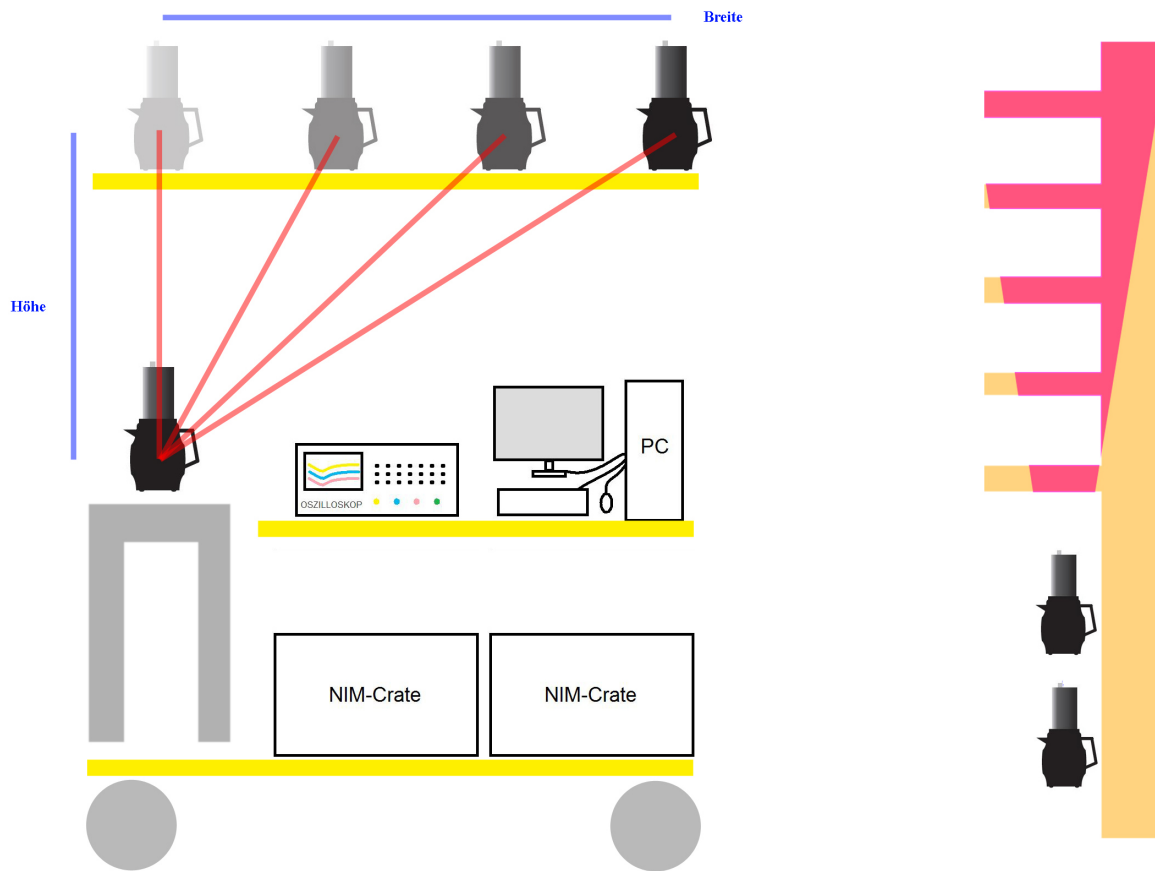 Breite
Höhe
PC
OSZILLOSKOP
NIM-Crate
NIM-Crate